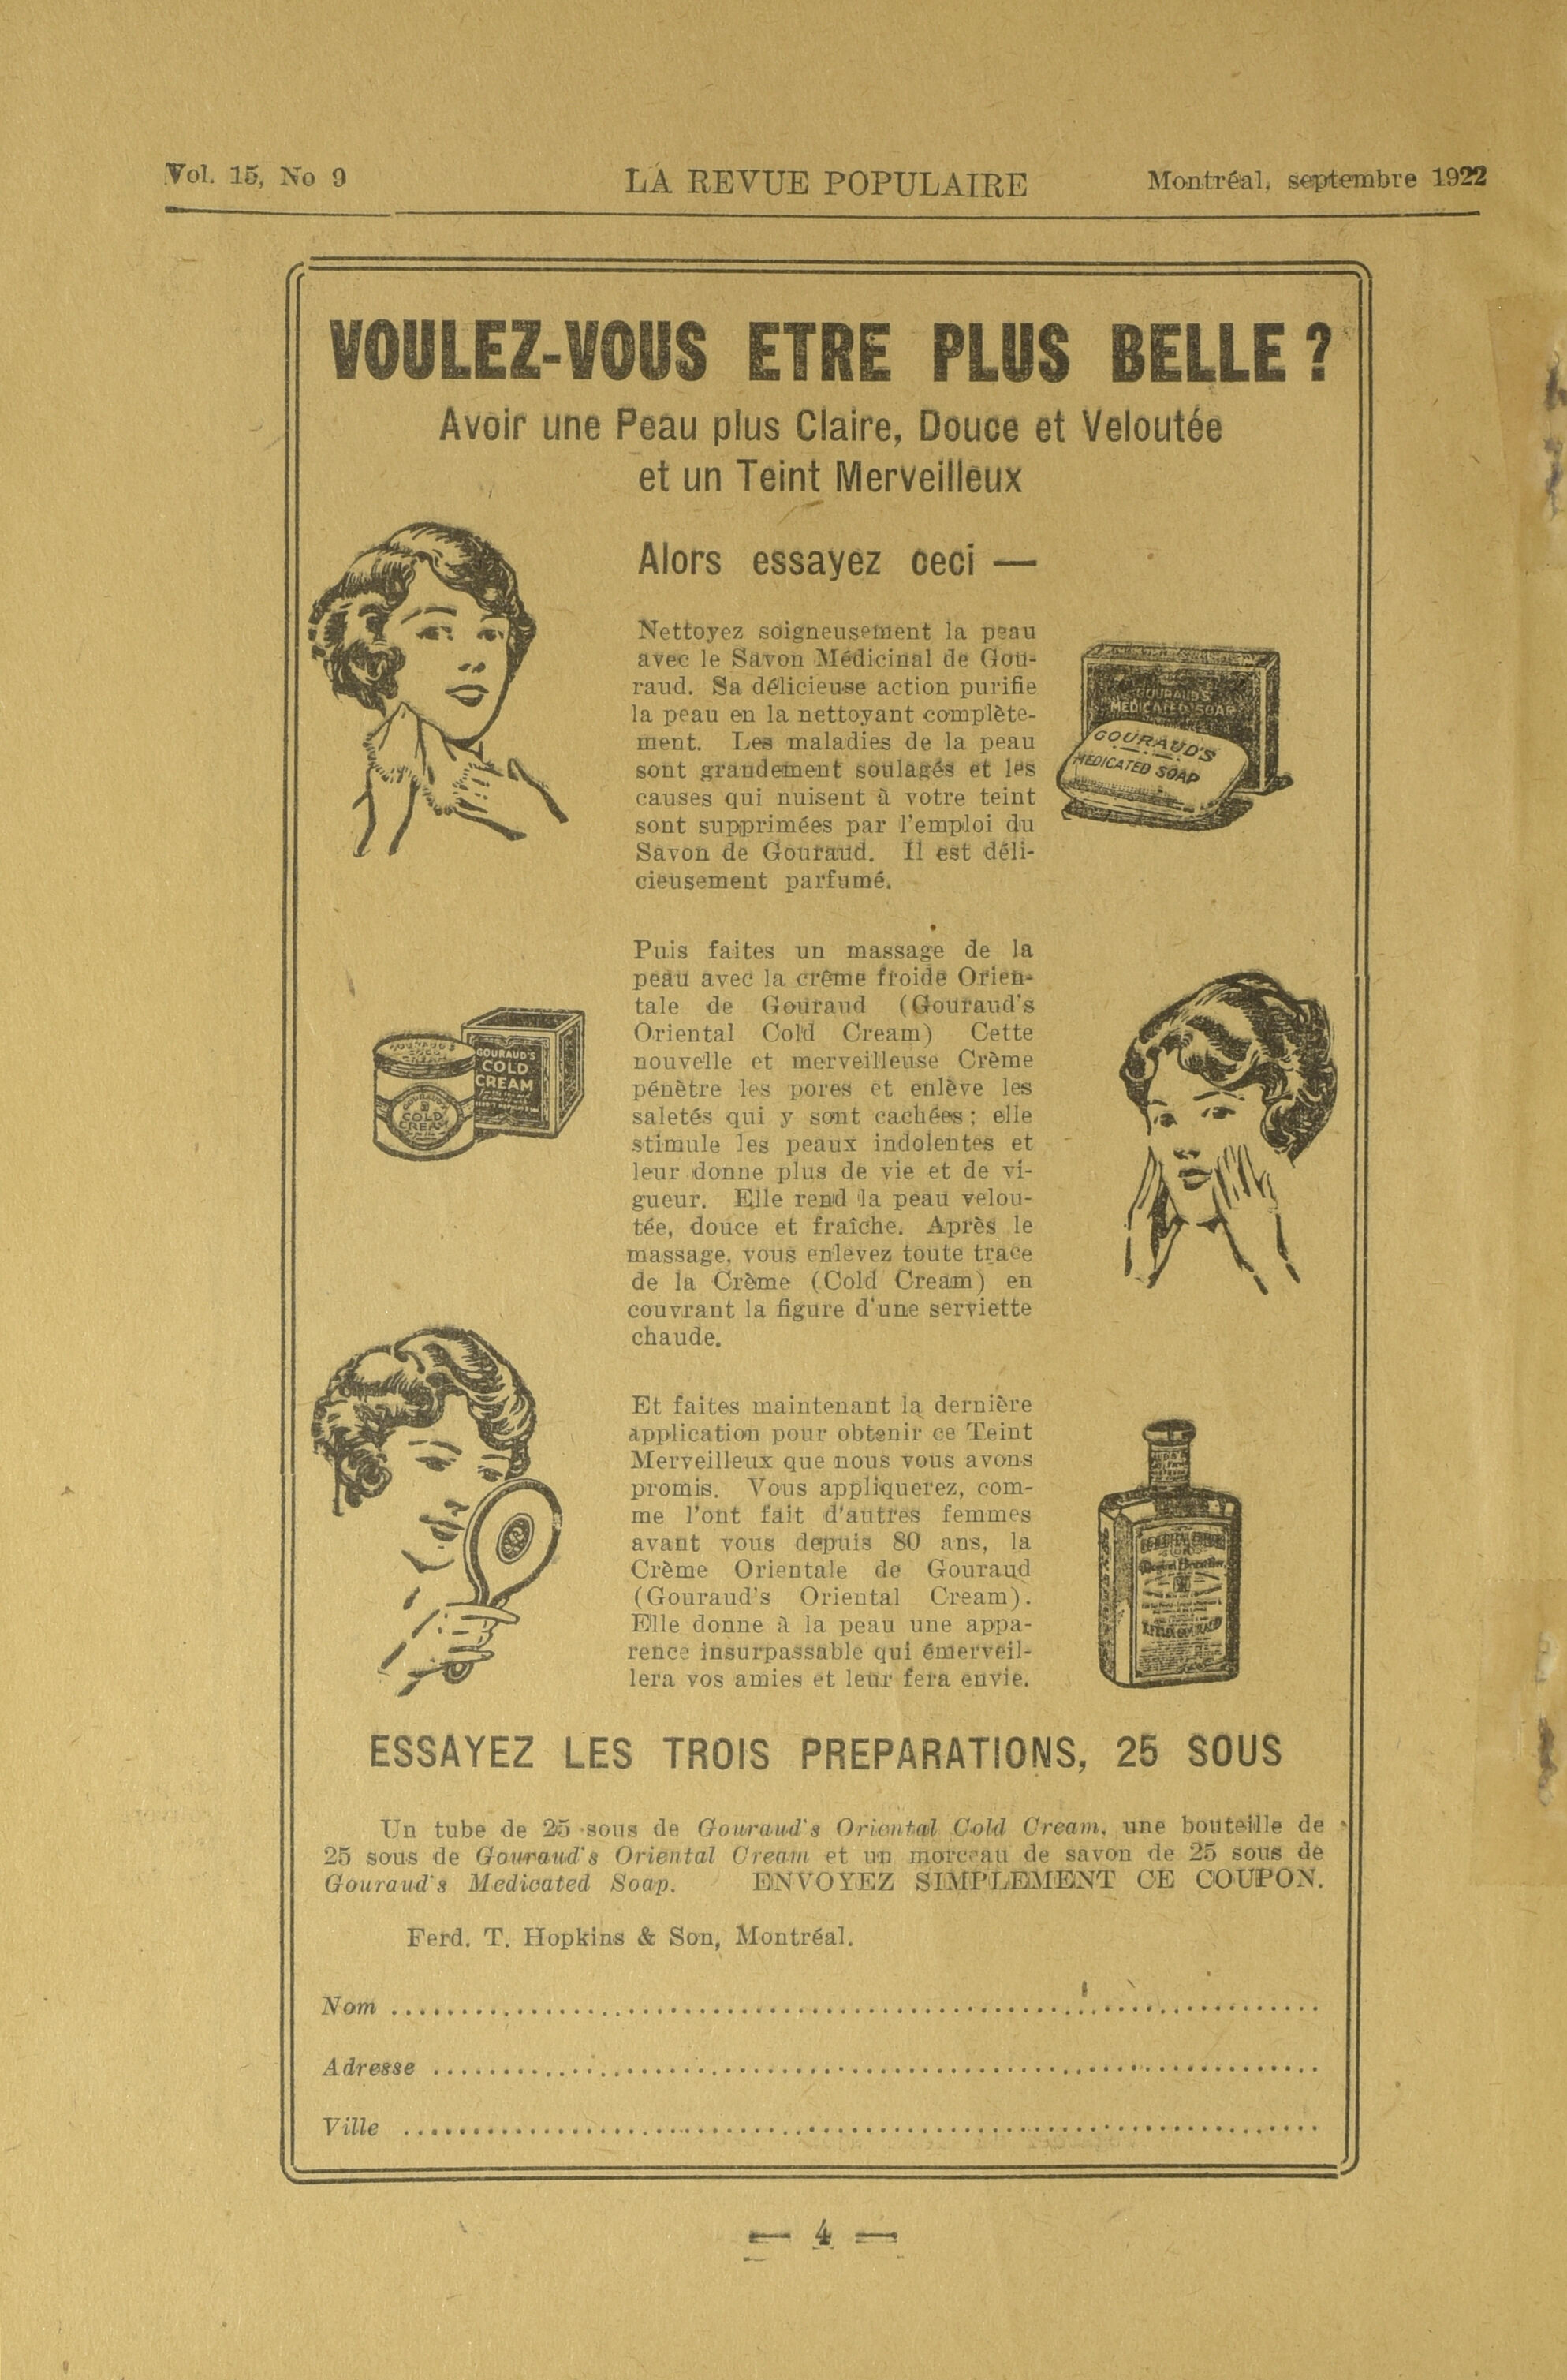 Vol. 15, No 9
LA REVUE POPULAIRE
Montréal, septembre 1922
VOULEZ-VOUS ETRE PLUS BELLE ?
Avoir une Peau plus Claire, Douce et Veloutée
et un Teint Merveilleux
Alors essayez ceci —
Nettoyez soigneusement la peau
avec le Savon Médicinal de Gou-
raud. Sa délicieuse action purifie
la peau en la nettoyant complète-
ment. Les maladies de la peau
sont grandement soulagés et les
causes qui nuisent à votre teint
sont supprimées par l'emploi du
Savon de Gouraud. Il est déli-
cieusement parfumé.
GOURAUD'S
MEDICATED SOAP
GOURAUD'S
MEDICATED SOAP
Puis faites un massage de la
peau avec la crême froide Orien-
tale de Gouraud (Gouraud's
Oriental Cold Cream) Cette
nouvelle et merveilleuse Crème
pénètre les pores et enlève les
saletés qui y sont cachées; elle
stimule les peaux indolentes et
leur donne plus de vie et de vi-
gueur. Elle rend la peau velou-
tée, douce et fraîche. Après le
massage, vous enlevez toute trace
de la Crème (Cold Cream) en
couvrant la figure d'une serviette
chaude.
GOURAUD'S
COLD
CREAM
GOURAUD'S
COLD
CREAM
Et faites maintenant la dernière
application pour obtenir ce Teint
Merveilleux que nous vous avons
promis. Vous appliquerez, com-
me l'ont fait d'autres femmes
avant vous depuis 80 ans, la
Crème Orientale de Gouraud
(Gouraud's Oriental Cream).
Elle donne à la peau une appa-
rence insurpassable qui émerveil-
lera vos amies et leur fera envie.
ESSAYEZ LES TROIS PREPARATIONS, 25 SOUS
Un tube de 25 sous de Gouraud's Oriental Cold Cream, une bouteille de
25 sous de Gouraud's Oriental Cream et un morceau de savon de 25 sous de
Gouraud's Medicated Soap. ENVOYEZ SIMPLEMENT CE COUPON.
Ferd. T. Hopkins & Son, Montréal.
Nom
Adresse
Ville
— 4 —